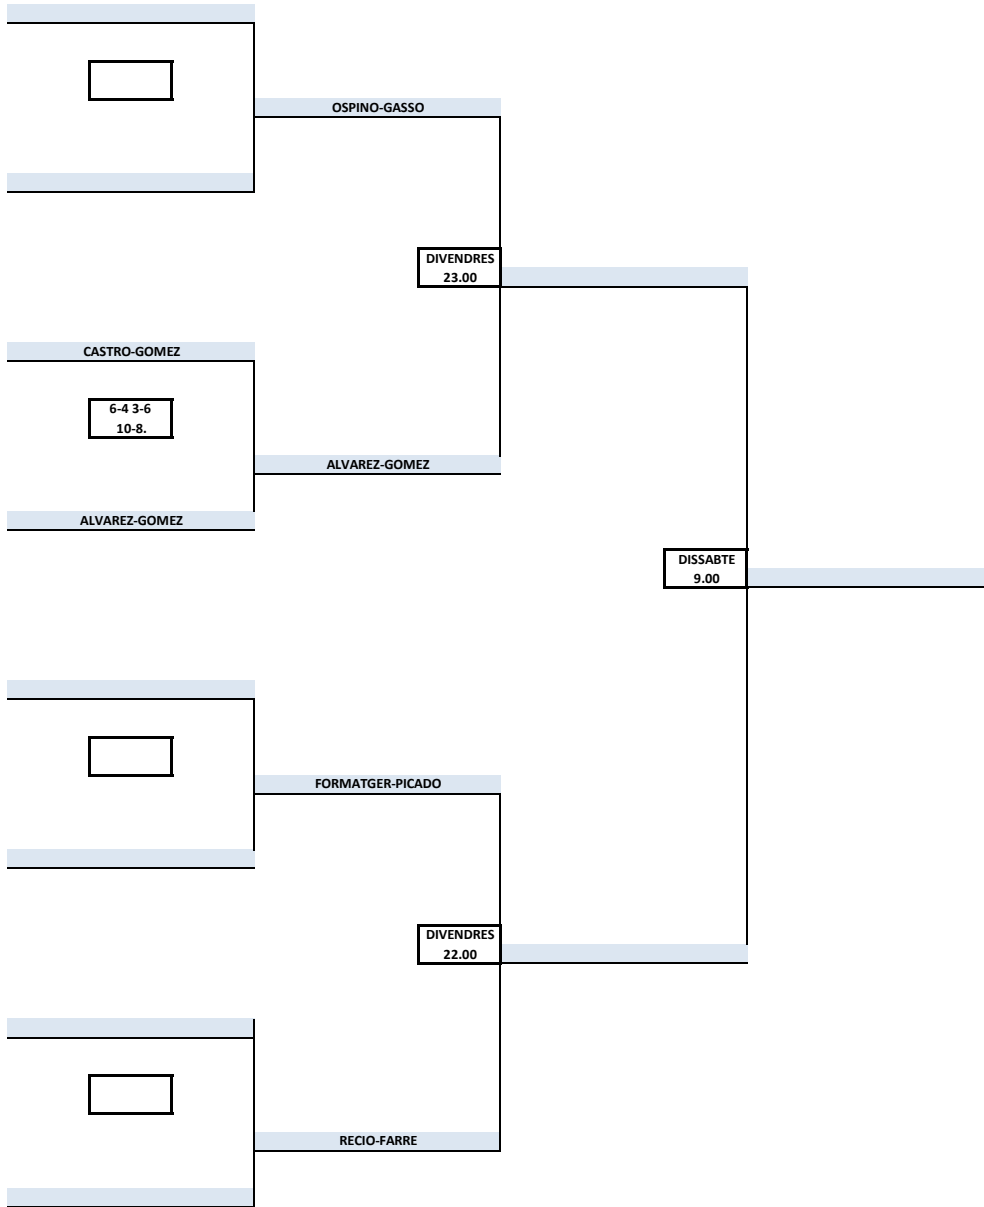 OSPINO-GASSO
DIVENDRES
23.00
CASTRO-GOMEZ
6-4 3-6
10-8.
ALVAREZ-GOMEZ
ALVAREZ-GOMEZ
DISSABTE
9.00
FORMATGER-PICADO
DIVENDRES
22.00
RECIO-FARRE